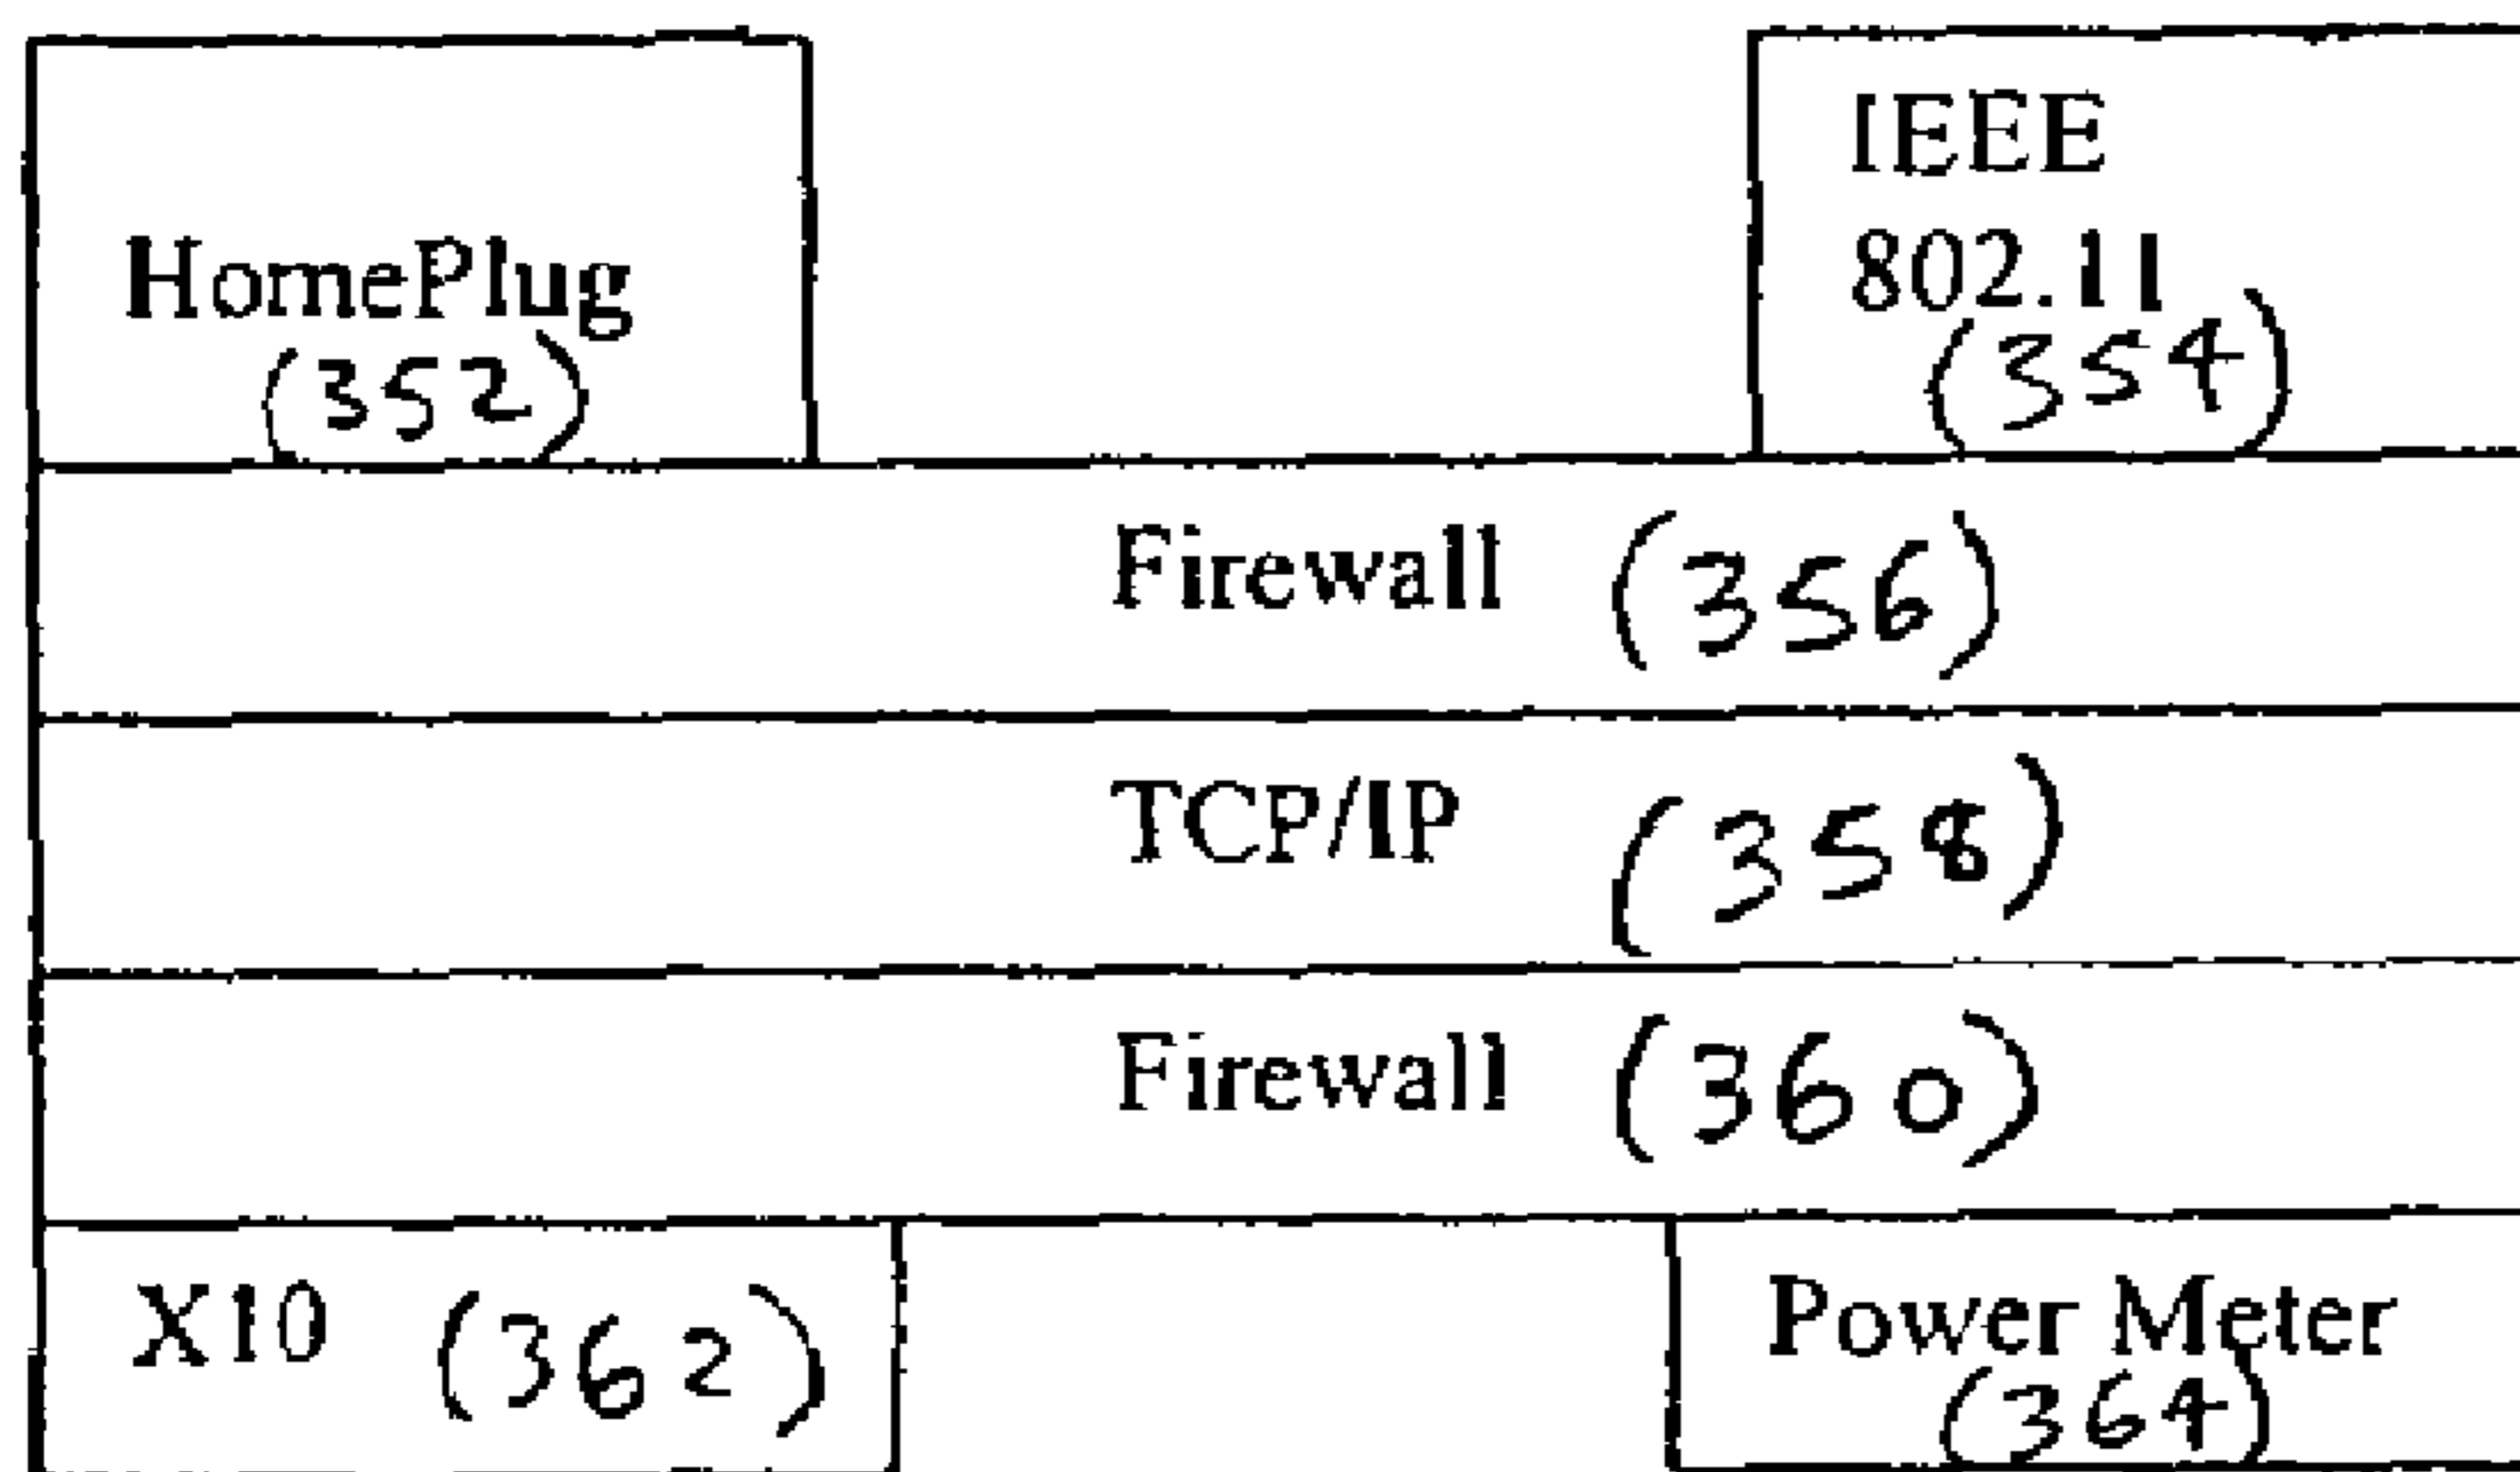 HomePlug
(352)
IEEE
802.11
(354)
Firewall (356)
TCP/IP (358)
Firewall (360)
X10 (362)
Power Meter
(364)